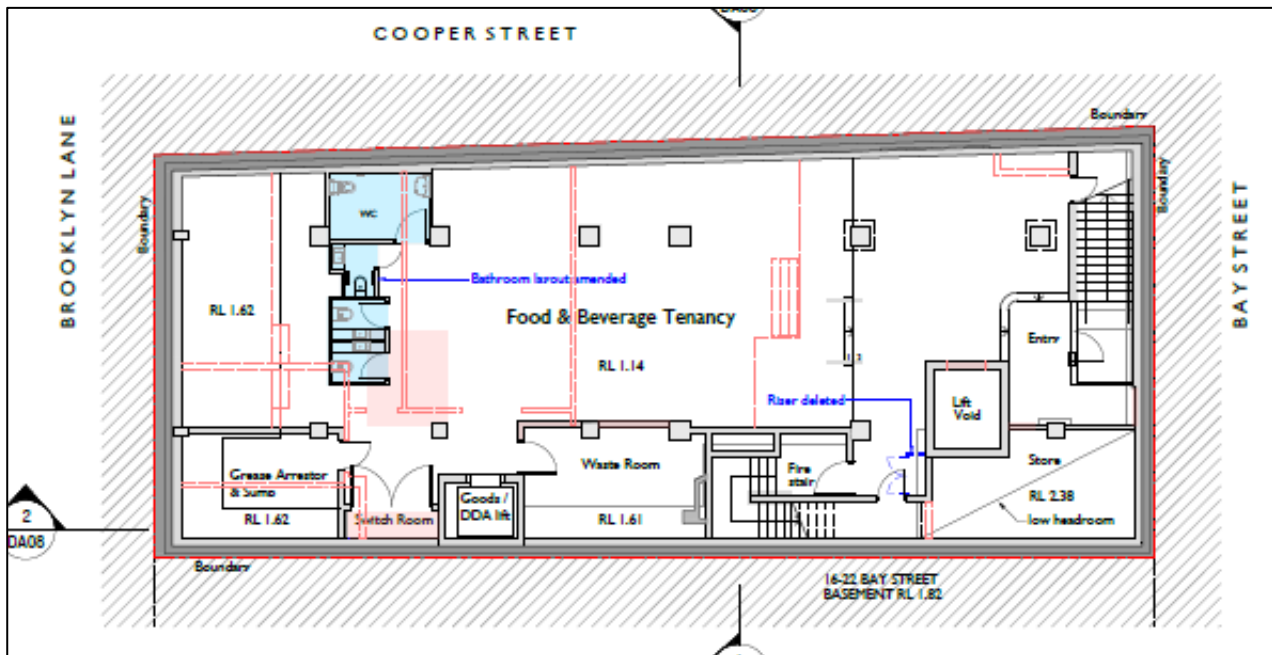 COOPER STREET
Boundary
BROOKLYN LANE
Boundary
Boundary
BAY STREET
WC
Bathroom layout amended
RL 1.62
Food & Beverage Tenancy
RL 1.14
Entry
Riser deleted
Lift
Void
Grease Arrestor
& Sump
RL 1.62
Switch Room
Goods /
DDA lift
Waste Room
RL 1.61
Fire
stair
Store
RL 2.38
low headroom
2
DA08
Boundary
16-22 BAY STREET
BASEMENT RL 1.82